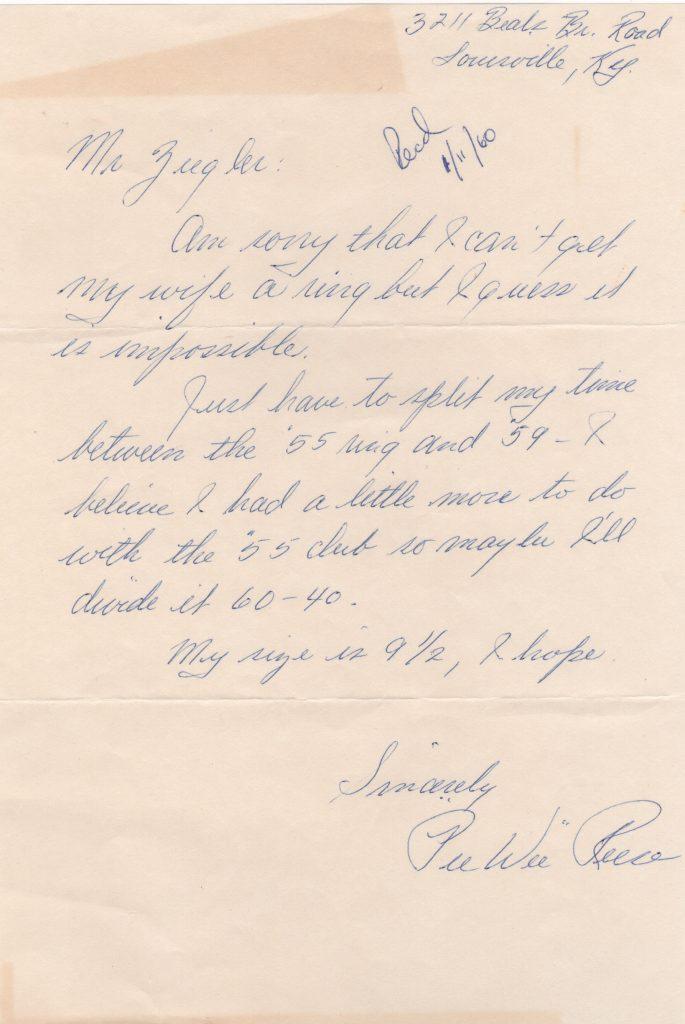 3211 Beals Br. Road
Louisville, Ky.
Recd
1/11/60
Mr Ziegler:
Am sorry that I can't get
my wife a ring but I guess it
is impossible.
Just have to split my time
between the '55 ring and '59 - I
believe I had a little more to do
with the '55 club so maybe I'll
divide it 60-40.
My size is 9 1/2, I hope.
Sincerely
"Pee Wee" Reese